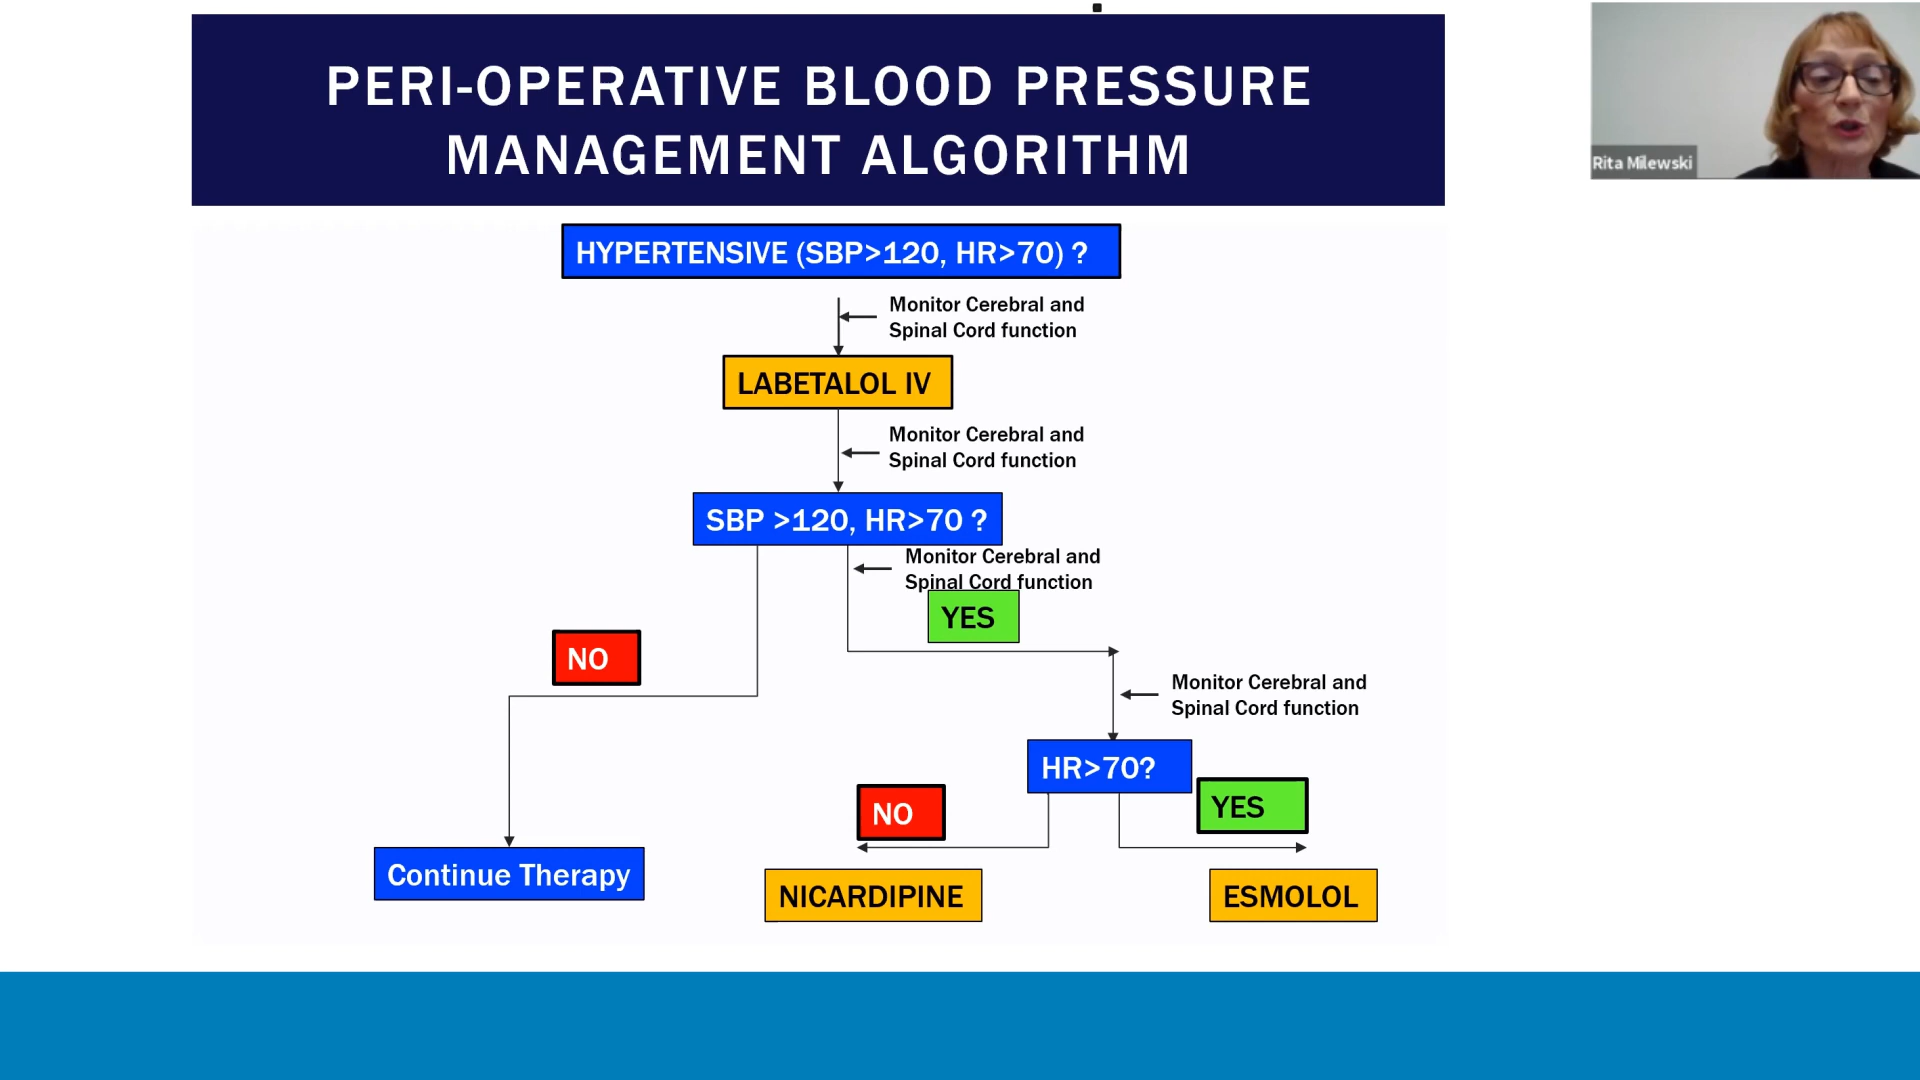 PERI-OPERATIVE BLOOD PRESSURE
MANAGEMENT ALGORITHM
Rita Milewski
HYPERTENSIVE (SBP>120, HR>70) ?
Monitor Cerebral and
Spinal Cord function
LABETALOL IV
Monitor Cerebral and
Spinal Cord function
SBP >120, HR>70 ?
Monitor Cerebral and
Spinal Cord function
YES
NO
Monitor Cerebral and
Spinal Cord function
HR>70?
NO
YES
Continue Therapy
NICARDIPINE
ESMOLOL